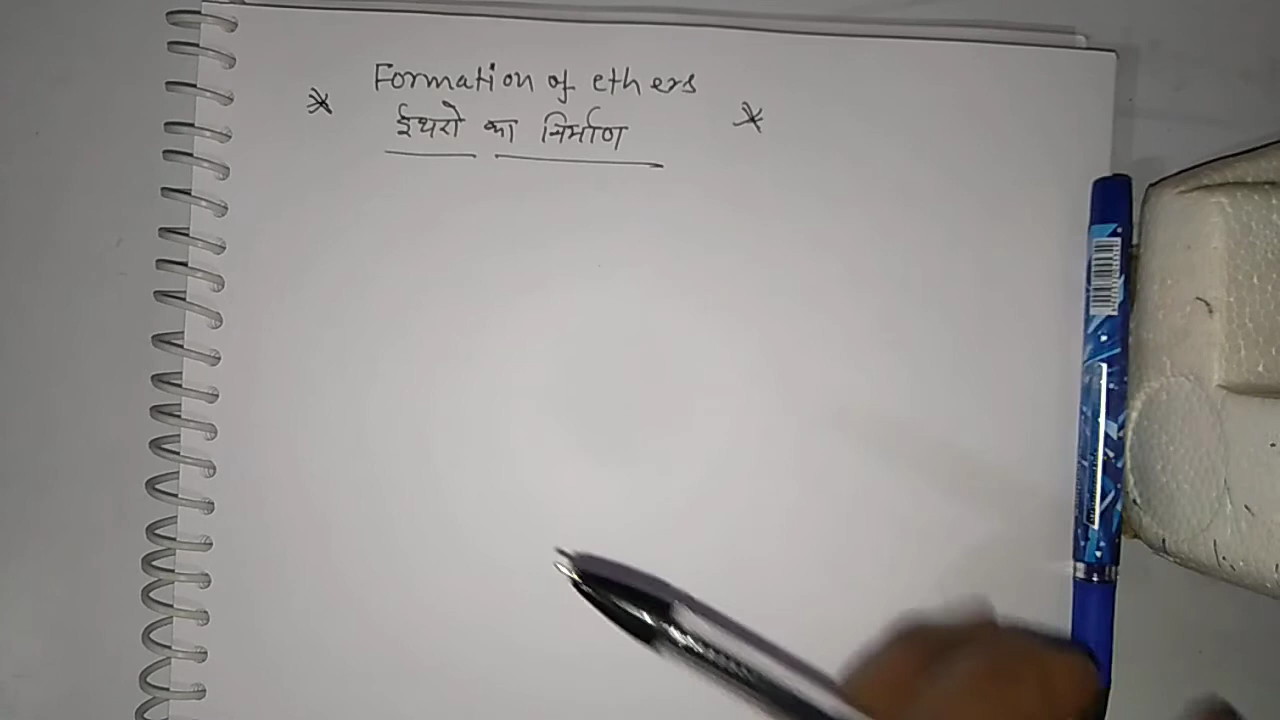 Formation of ethers
* ईथरो का निर्माण *